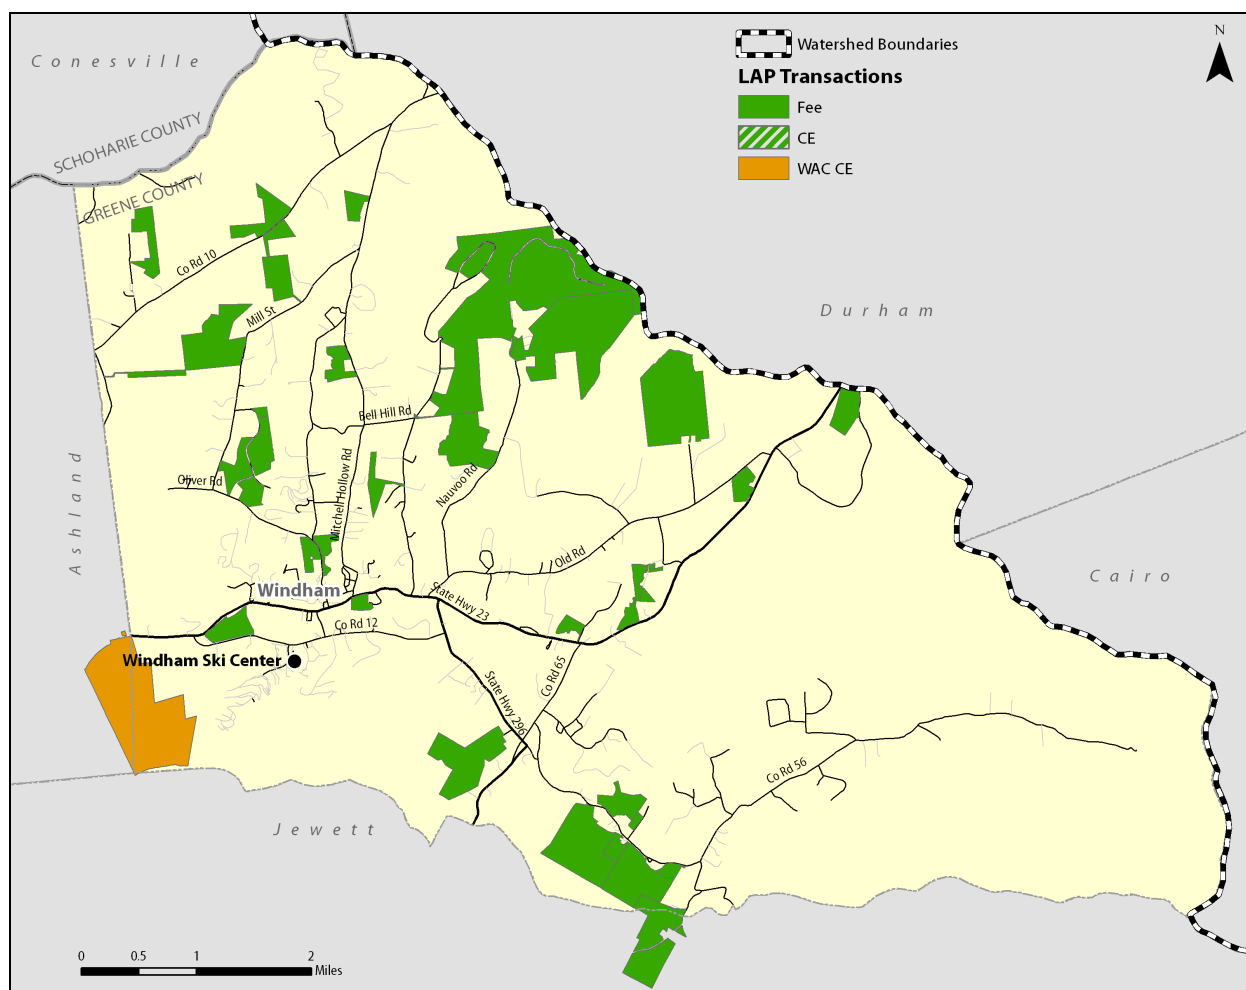 Conesville
SCHOHARIE COUNTY
GREENE COUNTY
Watershed Boundaries
LAP Transactions
Fee
CE
WAC CE
N
Co Rd 10
Mill St
Durham
Bell Hill Rd
Ashland
Oliver Rd
Mitchell Hollow Rd
Nauvoo Rd
Old Rd
Cairo
Windham
State Hwy 23
Co Rd 12
Windham Ski Center
Co Rd 65
State Hwy 296
Co Rd 56
Jewett
0 0.5 1 2
Miles